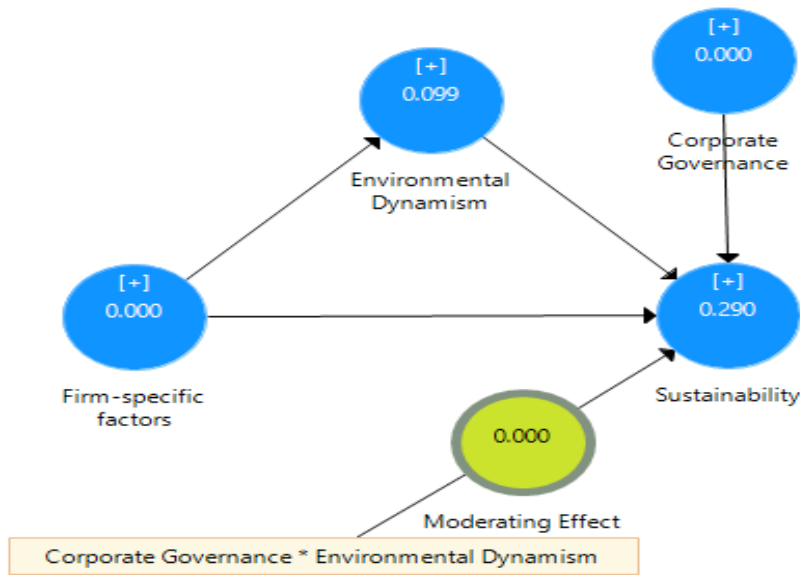 [+]
0.000
Corporate
Governance
[+]
0.099
Environmental
Dynamism
[+]
0.000
Firm-specific
factors
[+]
0.290
Sustainability
0.000
Moderating Effect
Corporate Governance * Environmental Dynamism